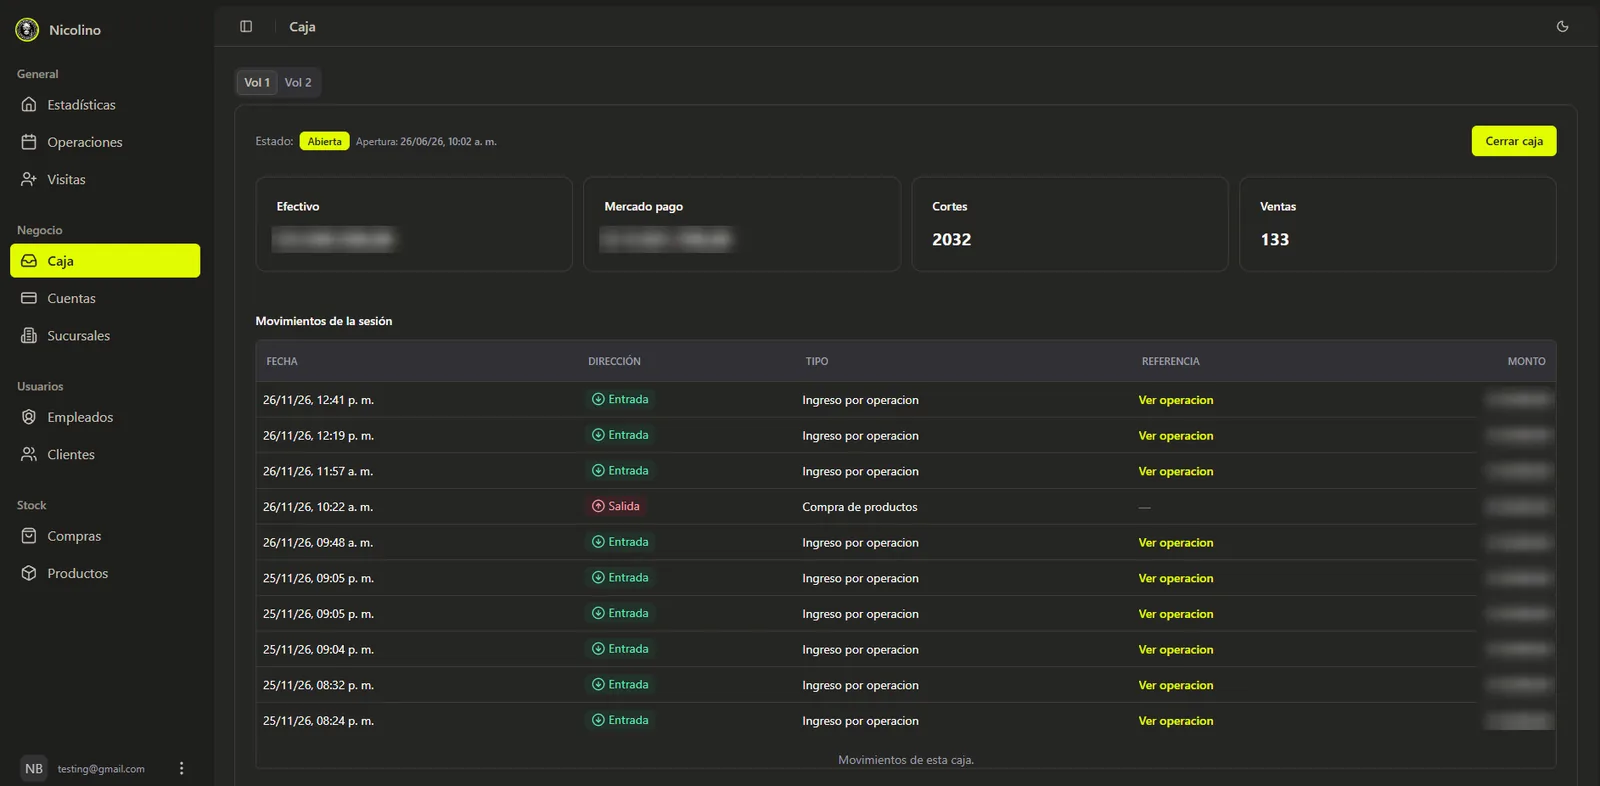 Nicolino
General
Estadísticas
Operaciones
Visitas
Negocio
Caja
Cuentas
Sucursales
Usuarios
Empleados
Clientes
Stock
Compras
Productos
NB testing@gmail.com
Caja
Vol 1 Vol 2
Estado: Abierta Apertura: 26/06/26, 10:02 a. m.
Cerrar caja
Efectivo
Mercado pago
Cortes
2032
Ventas
133
Movimientos de la sesión
FECHA DIRECCIÓN TIPO REFERENCIA MONTO
26/11/26, 12:41 p. m. Entrada Ingreso por operacion Ver operacion
26/11/26, 12:19 p. m. Entrada Ingreso por operacion Ver operacion
26/11/26, 11:57 a. m. Entrada Ingreso por operacion Ver operacion
26/11/26, 10:22 a. m. Salida Compra de productos —
26/11/26, 09:48 a. m. Entrada Ingreso por operacion Ver operacion
25/11/26, 09:05 p. m. Entrada Ingreso por operacion Ver operacion
25/11/26, 09:05 p. m. Entrada Ingreso por operacion Ver operacion
25/11/26, 09:04 p. m. Entrada Ingreso por operacion Ver operacion
25/11/26, 08:32 p. m. Entrada Ingreso por operacion Ver operacion
25/11/26, 08:24 p. m. Entrada Ingreso por operacion Ver operacion
Movimientos de esta caja.